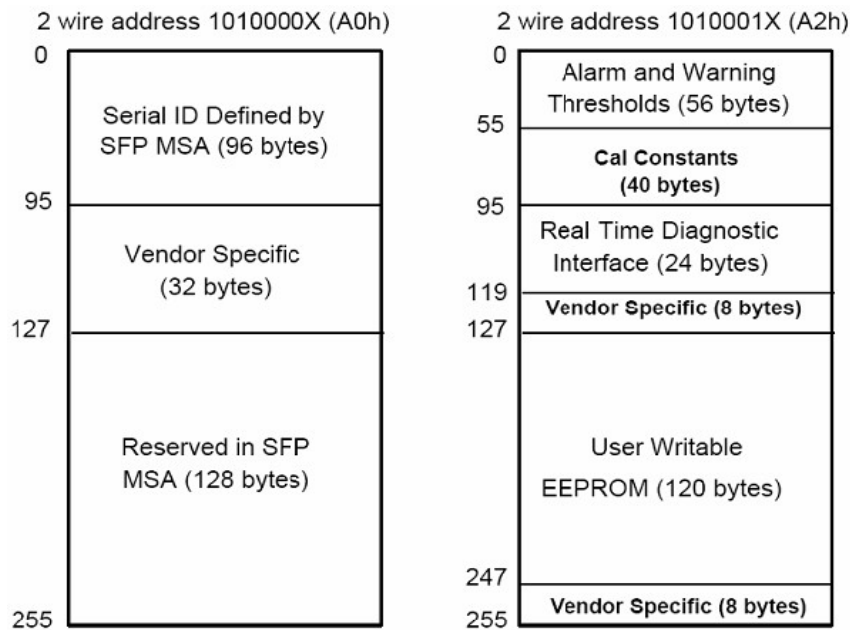 2 wire address 1010000X (A0h)
0
Serial ID Defined by
SFP MSA (96 bytes)
95
Vendor Specific
(32 bytes)
127
Reserved in SFP
MSA (128 bytes)
255
2 wire address 1010001X (A2h)
0
Alarm and Warning
Thresholds (56 bytes)
55
Cal Constants
(40 bytes)
95
Real Time Diagnostic
Interface (24 bytes)
119
Vendor Specific (8 bytes)
127
User Writable
EEPROM (120 bytes)
247
Vendor Specific (8 bytes)
255